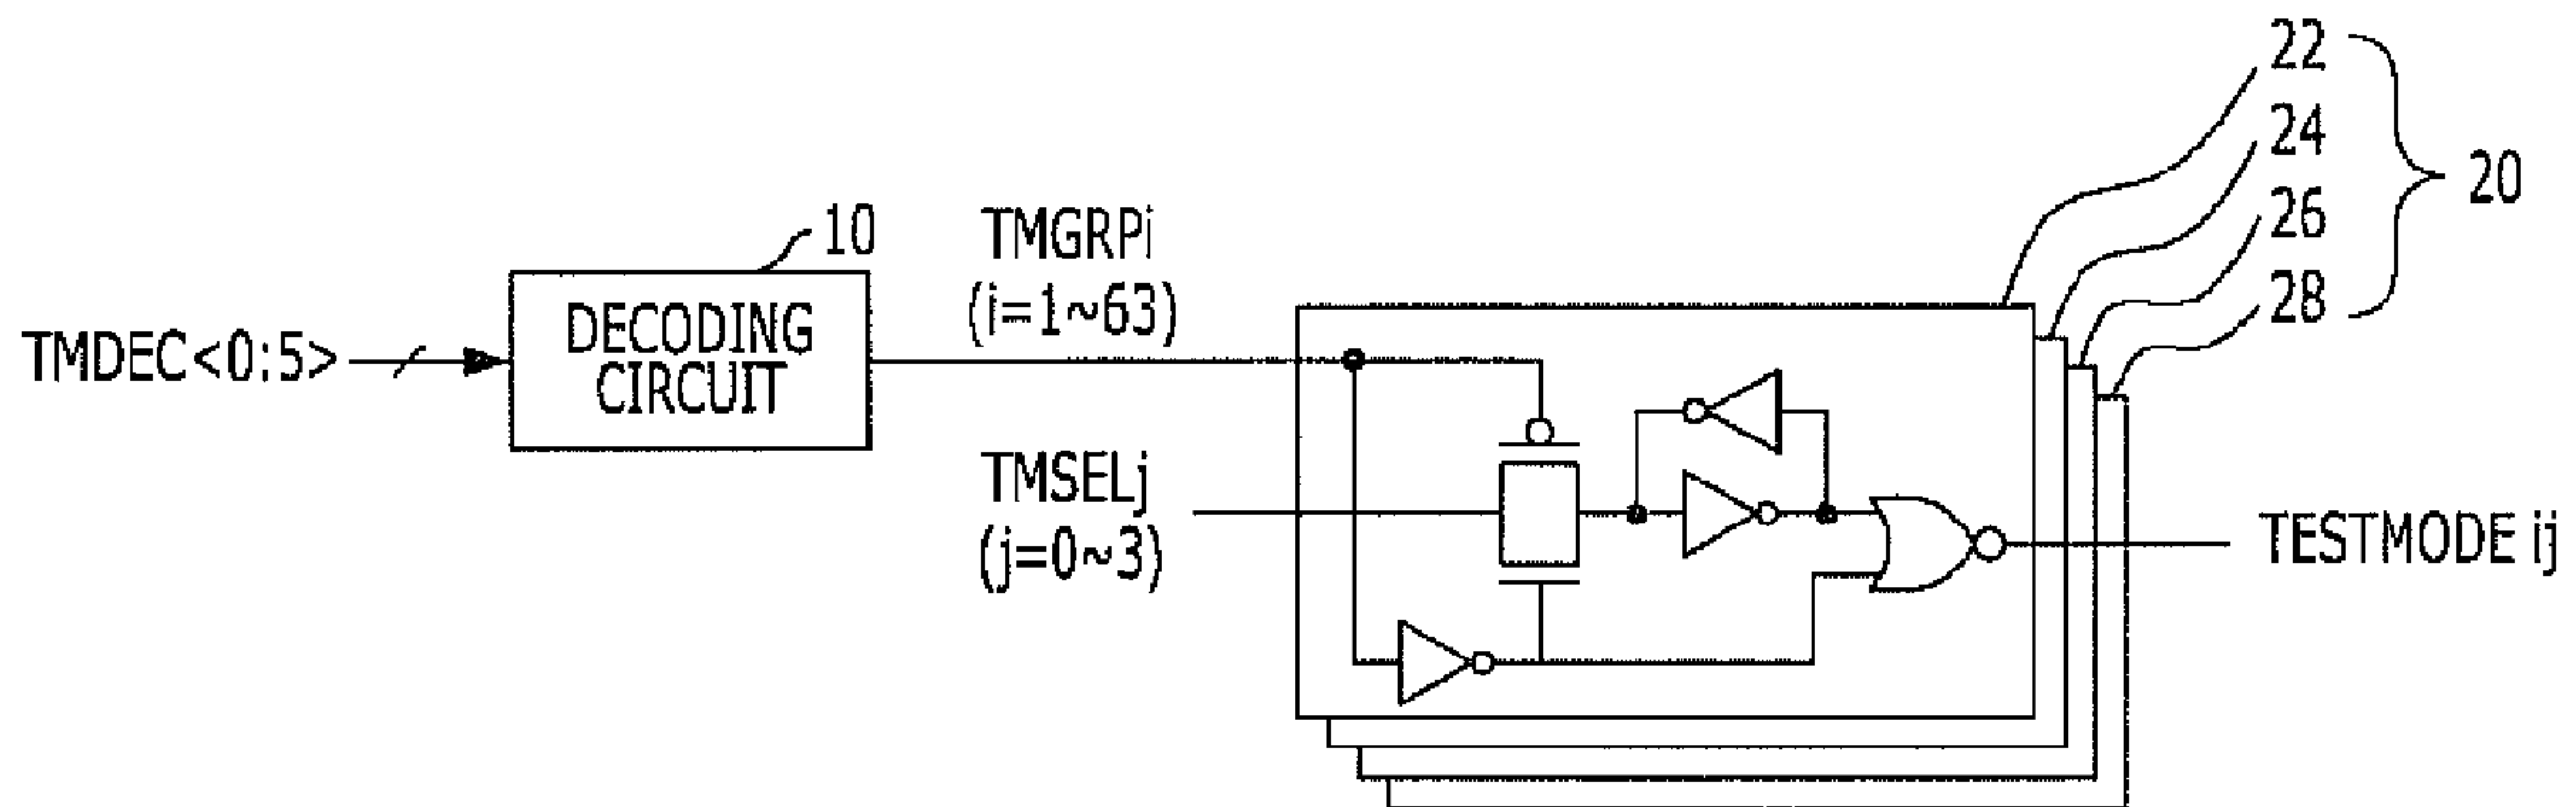 22
24
20
26
28
10
TMGRPi
(i=1~63)
TMDEC<0:5>
DECODING
CIRCUIT
TMSELj
(j=0~3)
TESTMODE ij